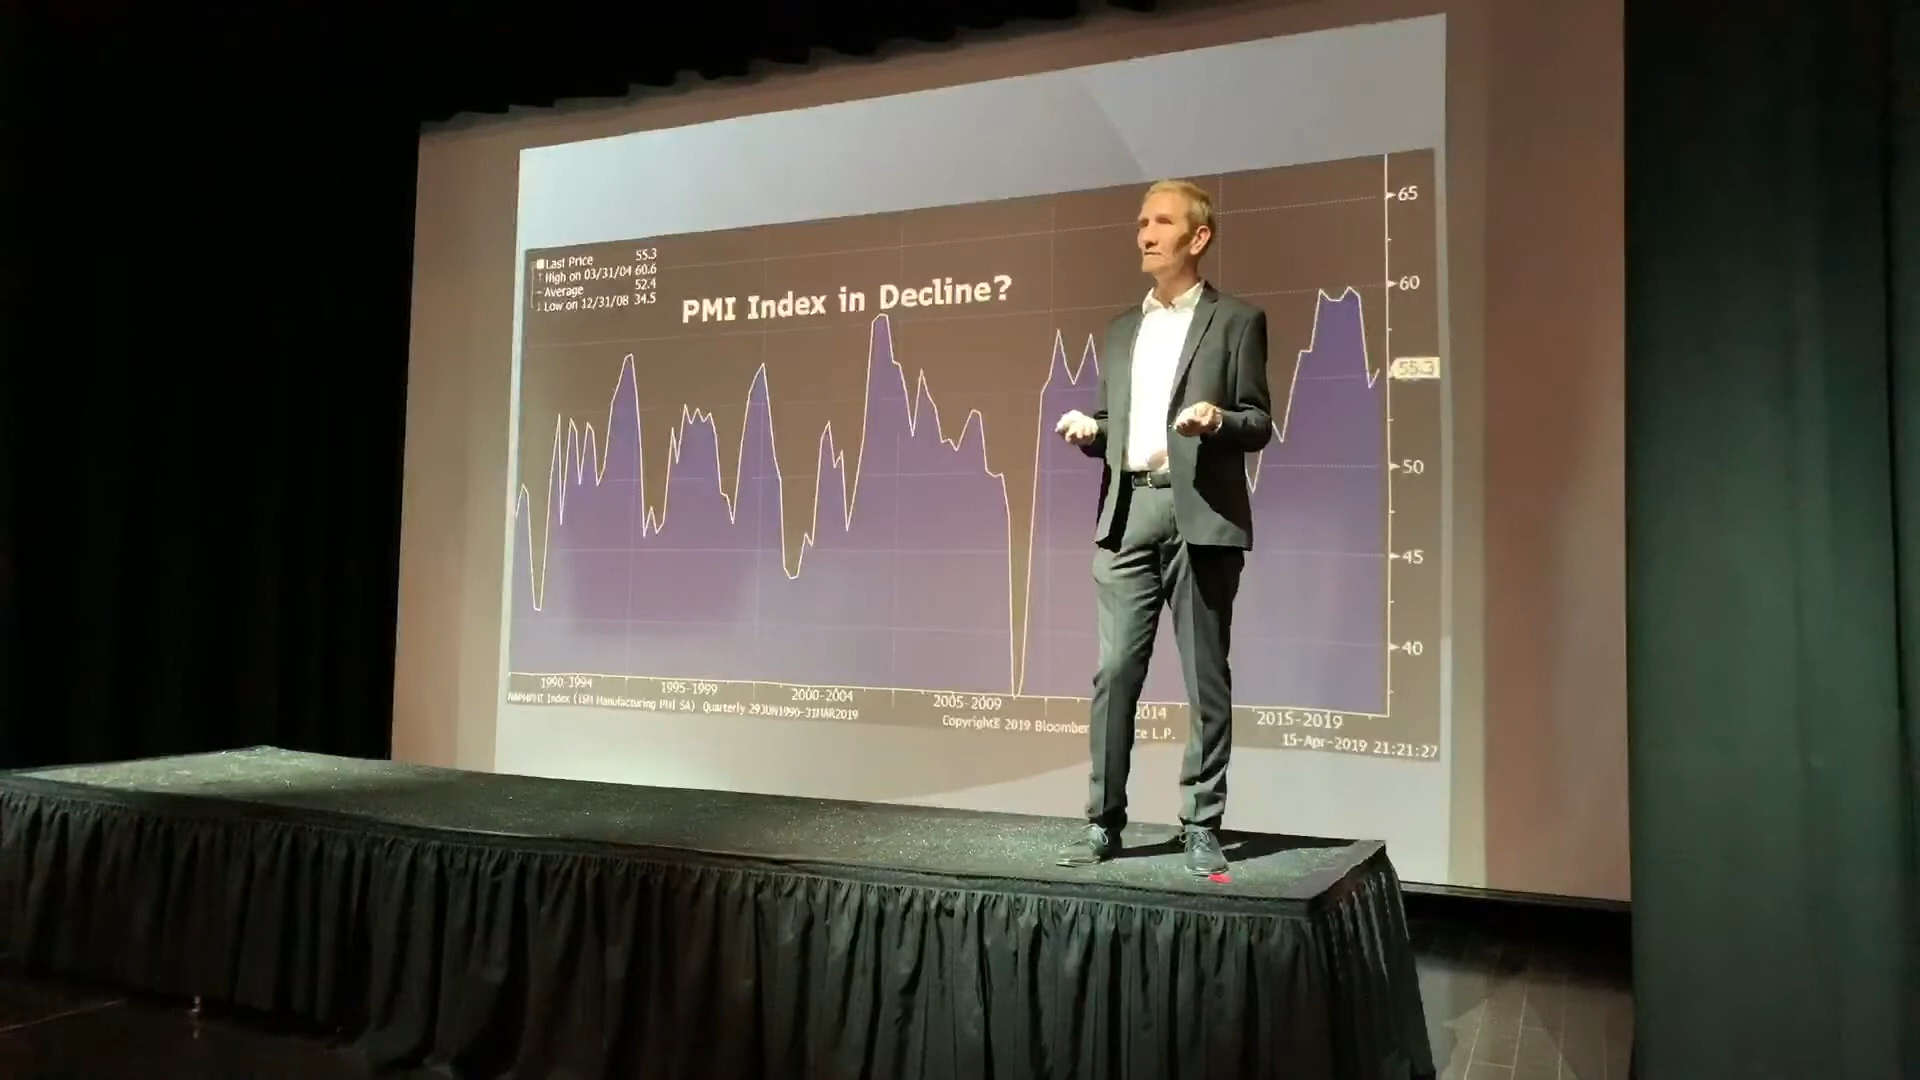 Last Price 55.3
High on 03/31/04 60.6
Average 52.4
Low on 12/31/08 34.5
PMI Index in Decline?
65
60
55.3
50
45
40
1990-1994 1995-1999 2000-2004 2005-2009 2014 2015-2019
NAPMPMI Index (ISM Manufacturing PMI SA) Quarterly 29JUN1990-31MAR2019 Copyright© 2019 Bloomber ce L.P. 15-Apr-2019 21:21:27